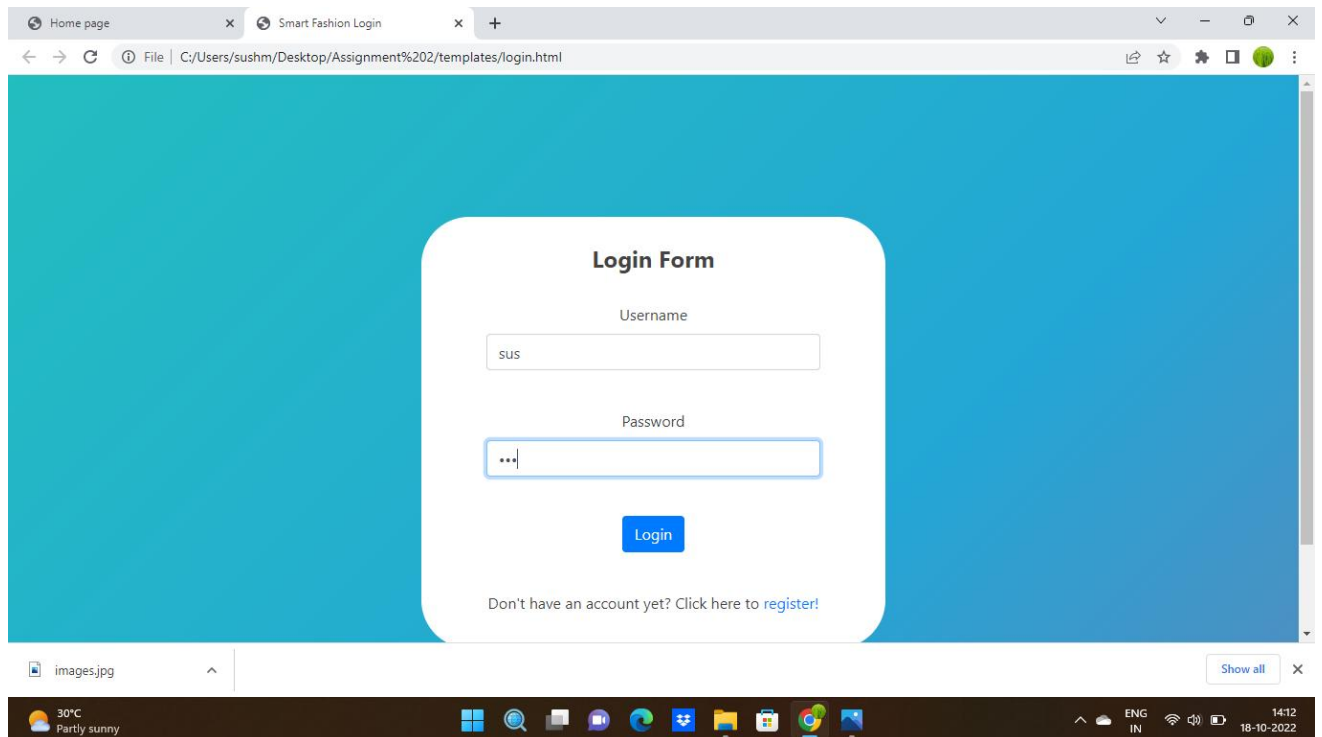 Home page
Smart Fashion Login
File | C:/Users/sushm/Desktop/Assignment%202/templates/login.html
Login Form
Username
sus
Password
•••
Login
Don't have an account yet? Click here to register!
images.jpg
Show all
30°C
Partly sunny
ENG
IN
14:12
18-10-2022